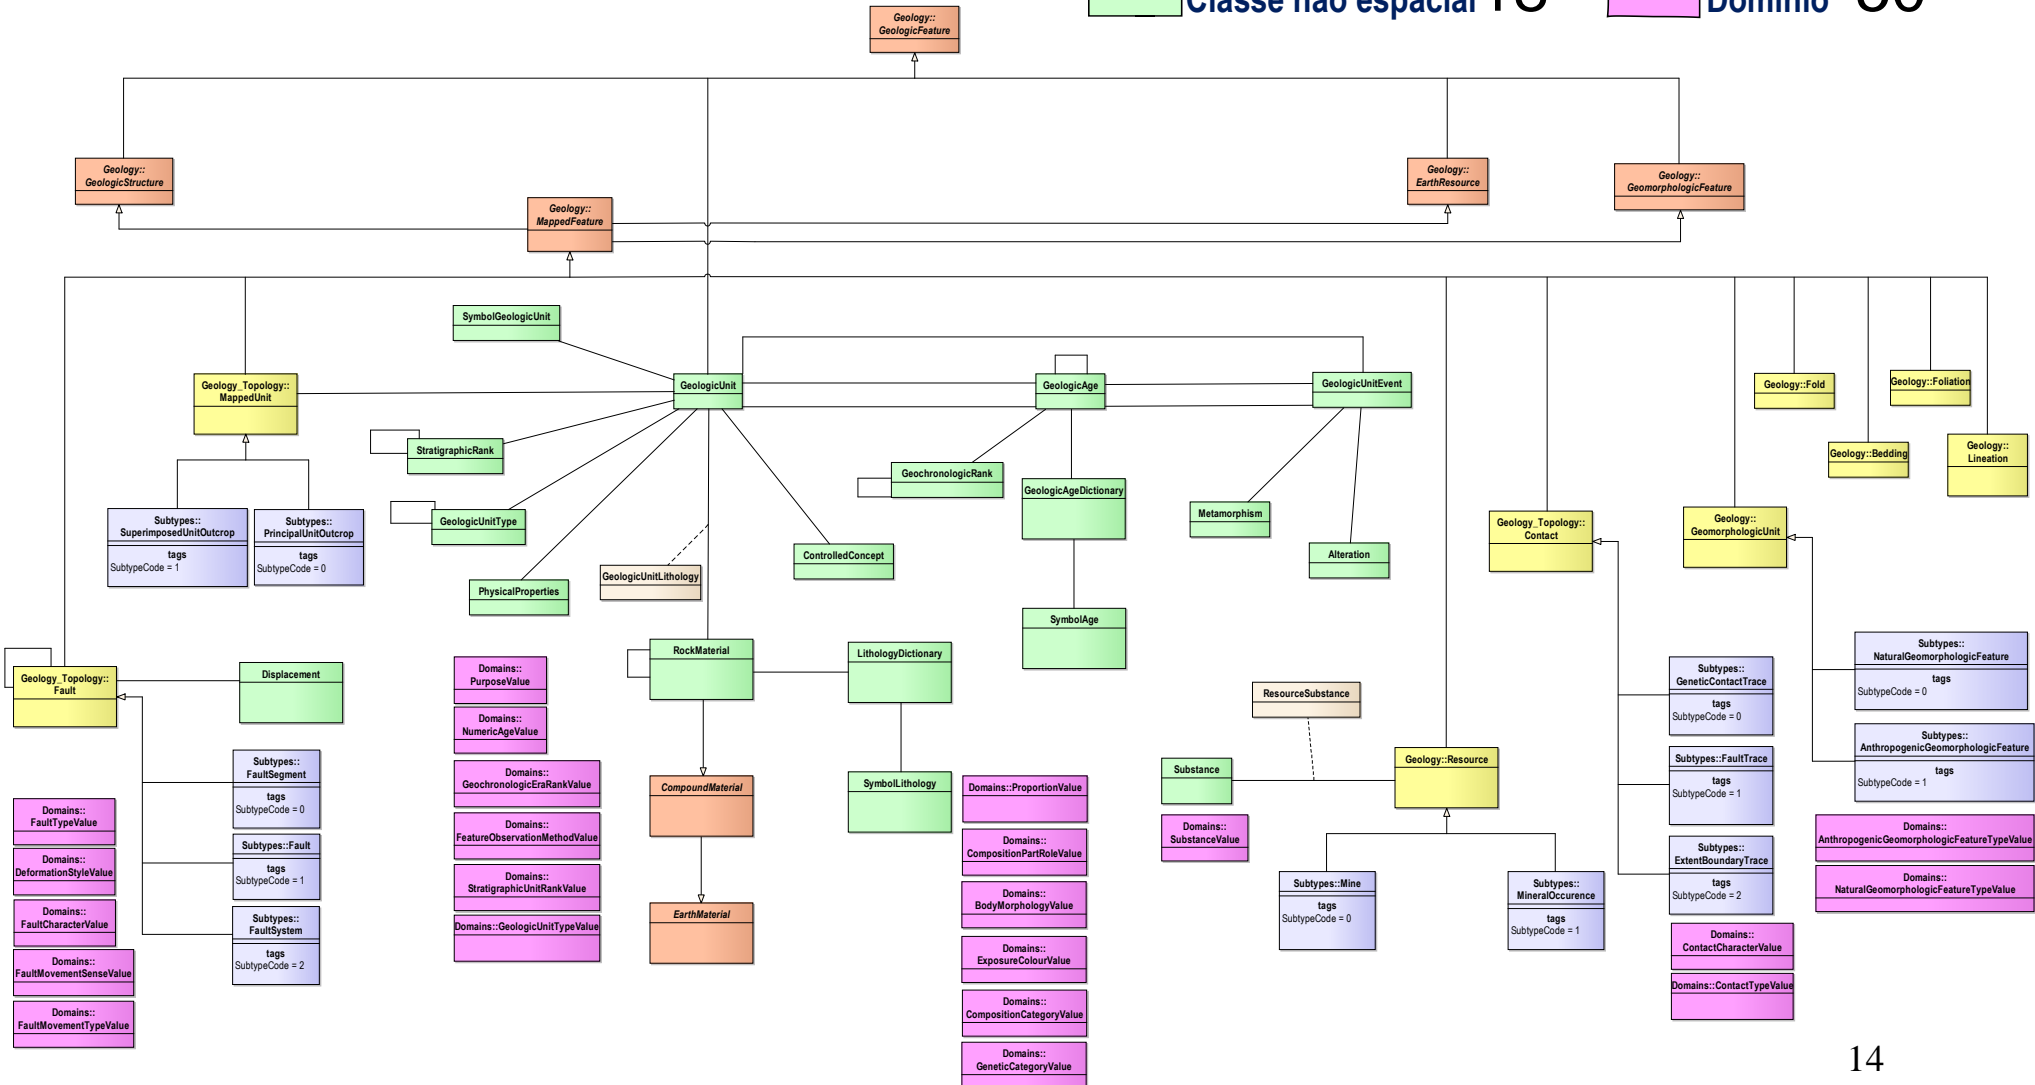 Classe não espacial
Domínio
Geology::
GeologicFeature
Geology::
GeologicStructure
Geology::
MappedFeature
Geology::
EarthResource
Geology::
GeomorphologicFeature
SymbolGeologicUnit
Geology_Topology::
MappedUnit
GeologicUnit
GeologicAge
GeologicUnitEvent
Geology::Fold
Geology::Foliation
StratigraphicRank
Geology::Bedding
Geology::
Lineation
GeochronologicRank
GeologicAgeDictionary
GeologicUnitType
Metamorphism
Subtypes::
SuperimposedUnitOutcrop
tags
SubtypeCode = 1
Subtypes::
PrincipalUnitOutcrop
tags
SubtypeCode = 0
Geology_Topology::
Contact
Geology::
GeomorphologicUnit
ControlledConcept
Alteration
GeologicUnitLithology
PhysicalProperties
SymbolAge
RockMaterial
LithologyDictionary
Geology_Topology::
Fault
Displacement
Domains::
PurposeValue
Domains::
NumericAgeValue
Domains::
GeochronologicEraRankValue
Domains::
FeatureObservationMethodValue
Domains::
StratigraphicUnitRankValue
Domains::GeologicUnitTypeValue
ResourceSubstance
Subtypes::
GeneticContactTrace
tags
SubtypeCode = 0
Subtypes::FaultTrace
tags
SubtypeCode = 1
Subtypes::
ExtentBoundaryTrace
tags
SubtypeCode = 2
Subtypes::
NaturalGeomorphologicFeature
tags
SubtypeCode = 0
Subtypes::
AnthropogenicGeomorphologicFeature
tags
SubtypeCode = 1
Subtypes::
FaultSegment
tags
SubtypeCode = 0
Subtypes::Fault
tags
SubtypeCode = 1
Subtypes::
FaultSystem
tags
SubtypeCode = 2
Domains::
FaultTypeValue
Domains::
DeformationStyleValue
Domains::
FaultCharacterValue
Domains::
FaultMovementSenseValue
Domains::
FaultMovementTypeValue
CompoundMaterial
EarthMaterial
SymbolLithology
Domains::ProportionValue
Domains::
CompositionPartRoleValue
Domains::
BodyMorphologyValue
Domains::
ExposureColourValue
Domains::
CompositionCategoryValue
Domains::
GeneticCategoryValue
Substance
Domains::
SubstanceValue
Geology::Resource
Subtypes::Mine
tags
SubtypeCode = 0
Subtypes::
MineralOccurence
tags
SubtypeCode = 1
Domains::
AnthropogenicGeomorphologicFeatureTypeValue
Domains::
NaturalGeomorphologicFeatureTypeValue
Domains::
ContactCharacterValue
Domains::ContactTypeValue
14